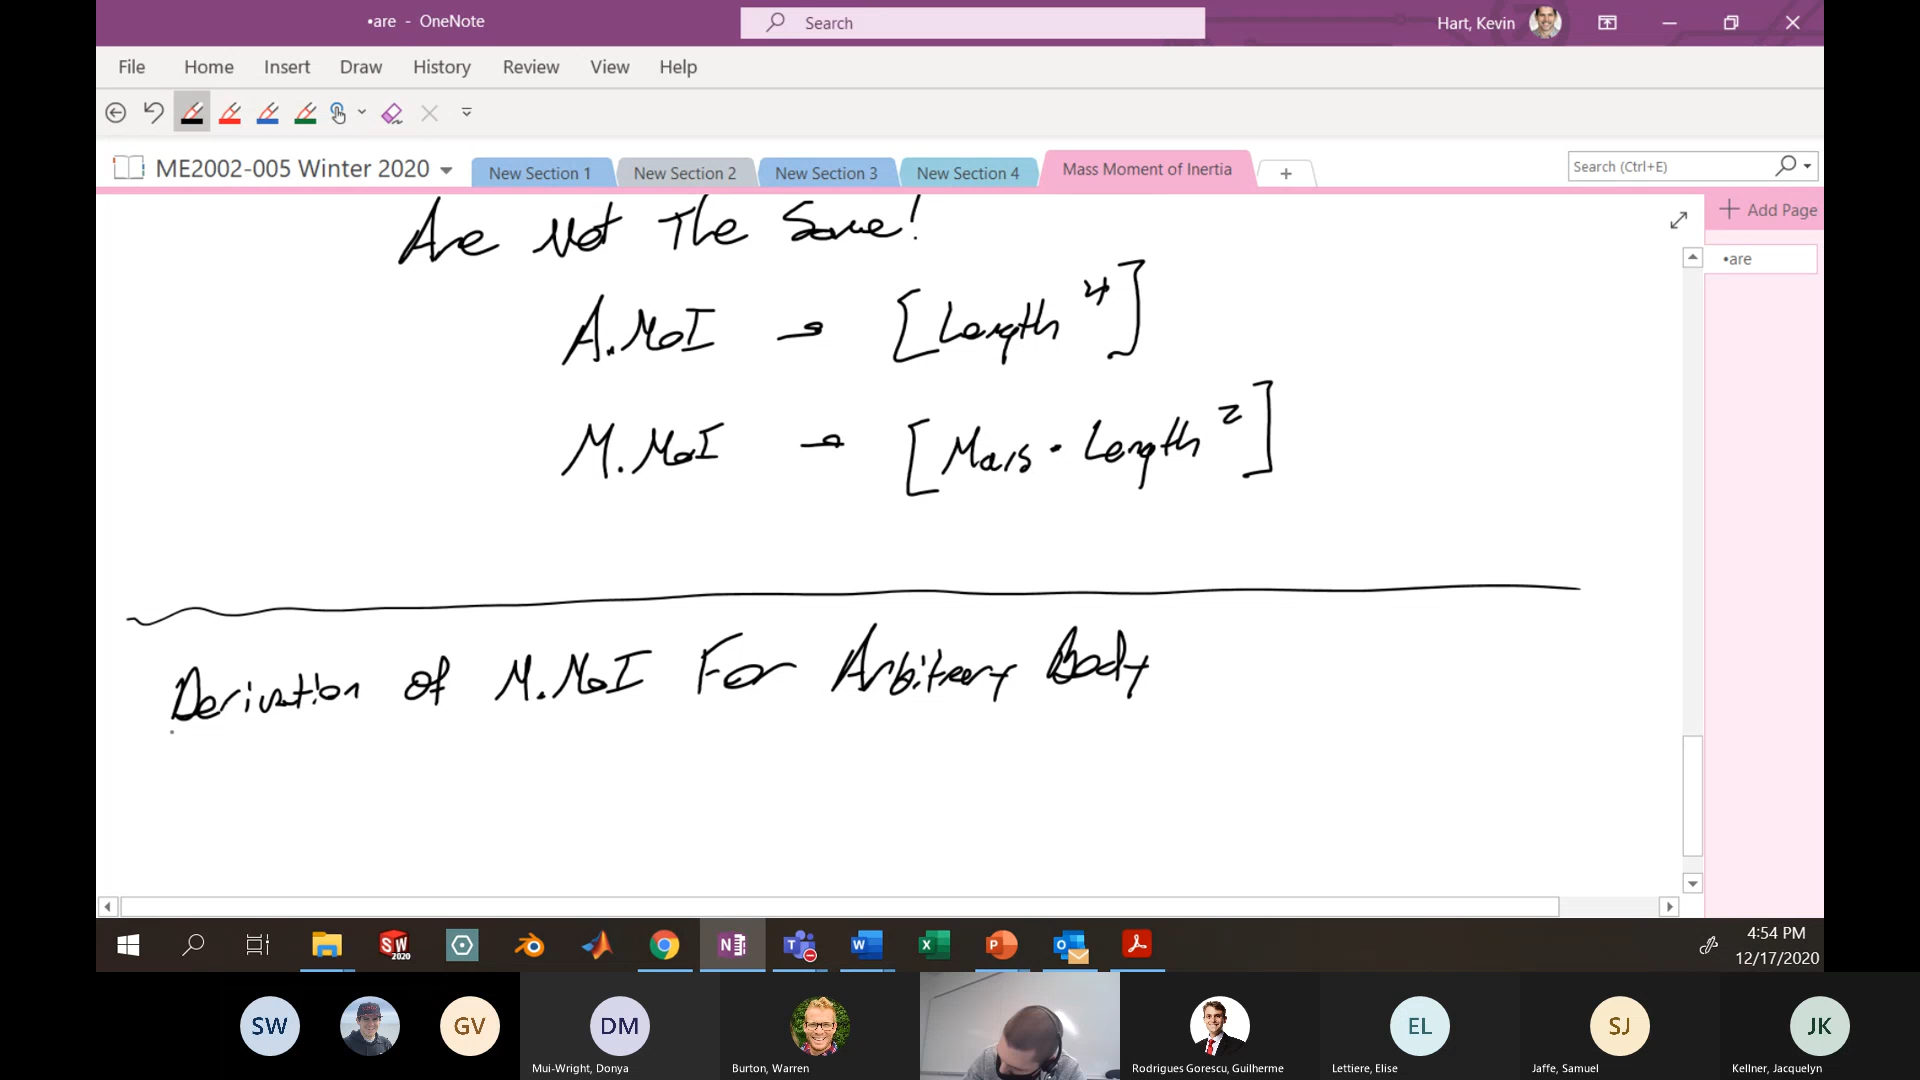 •are - OneNote
Search
Hart, Kevin
File Home Insert Draw History Review View Help
ME2002-005 Winter 2020
New Section 1 New Section 2 New Section 3 New Section 4 Mass Moment of Inertia +
Search (Ctrl+E)
Add Page
•are
Are Not The Same!
A.MoI → [Length⁴]
M.MoI → [Mass · Length²]
Derivation of M.MoI For Arbitrary Body
SW 2020
4:54 PM
12/17/2020
SW GV DM EL SJ JK
Mui-Wright, Donya
Burton, Warren
Rodrigues Gorescu, Guilherme
Lettiere, Elise
Jaffe, Samuel
Kellner, Jacquelyn